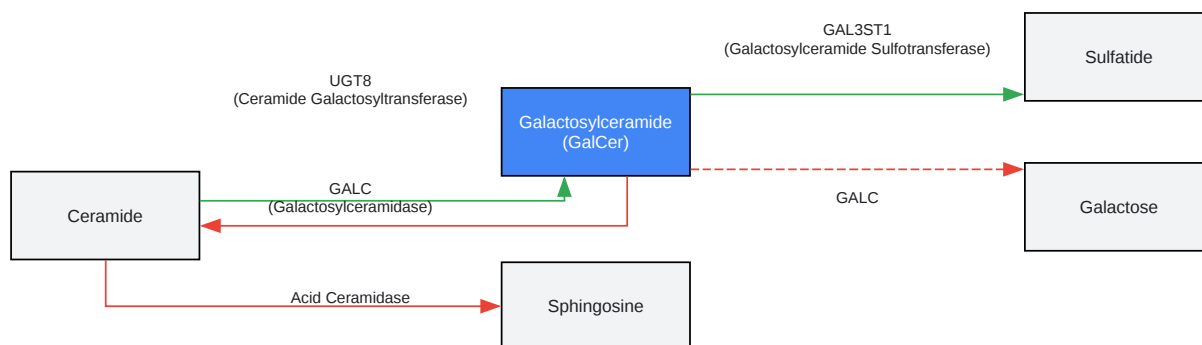 GAL3ST1
(Galactosylceramide Sulfotransferase)
Sulfatide
UGT8
(Ceramide Galactosyltransferase)
Galactosylceramide
(GalCer)
GALC
(Galactosylceramidase)
Ceramide
GALC
Galactose
Acid Ceramidase
Sphingosine